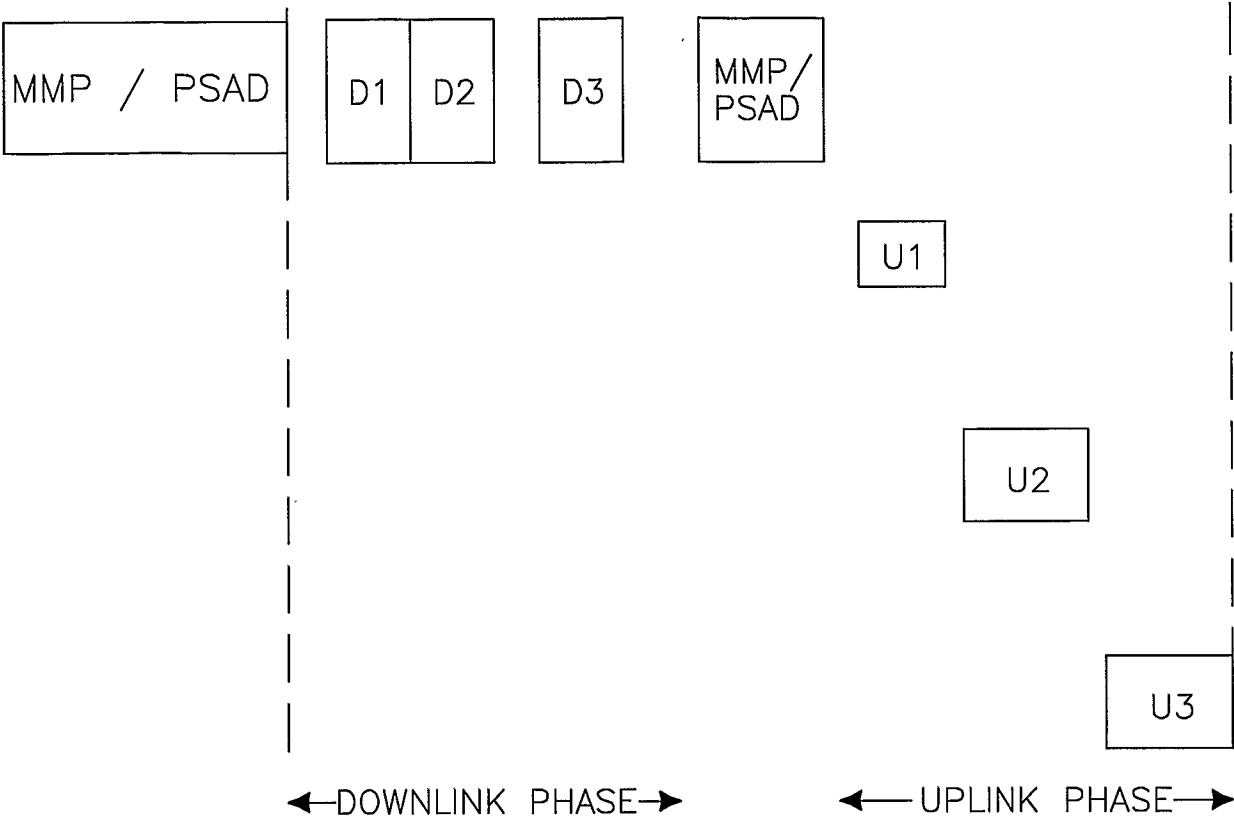 MMP / PSAD
D1
D2
D3
MMP/
PSAD
U1
U2
U3
DOWNLINK PHASE
UPLINK PHASE